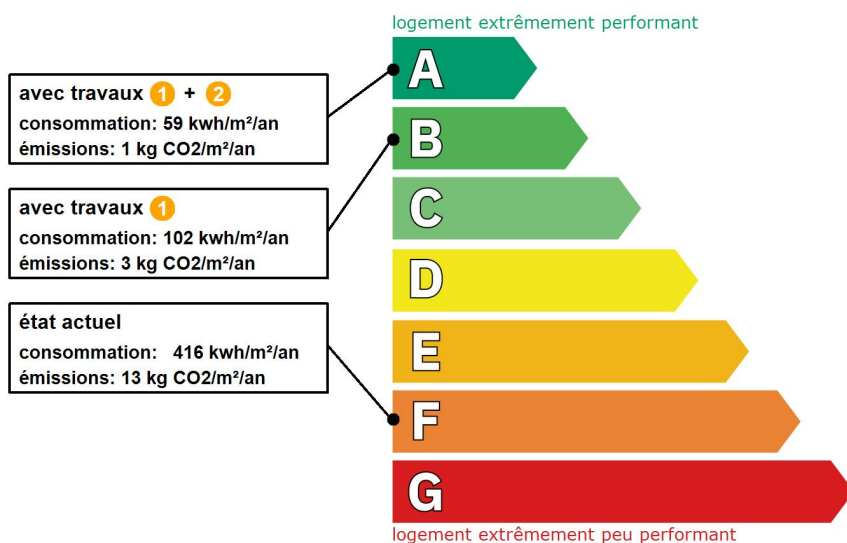 logement extrêmement performant
avec travaux 1 + 2
consommation: 59 kwh/m²/an
émissions: 1 kg CO2/m²/an
avec travaux 1
consommation: 102 kwh/m²/an
émissions: 3 kg CO2/m²/an
état actuel
consommation: 416 kwh/m²/an
émissions: 13 kg CO2/m²/an
A
B
C
D
E
F
G
logement extrêmement peu performant